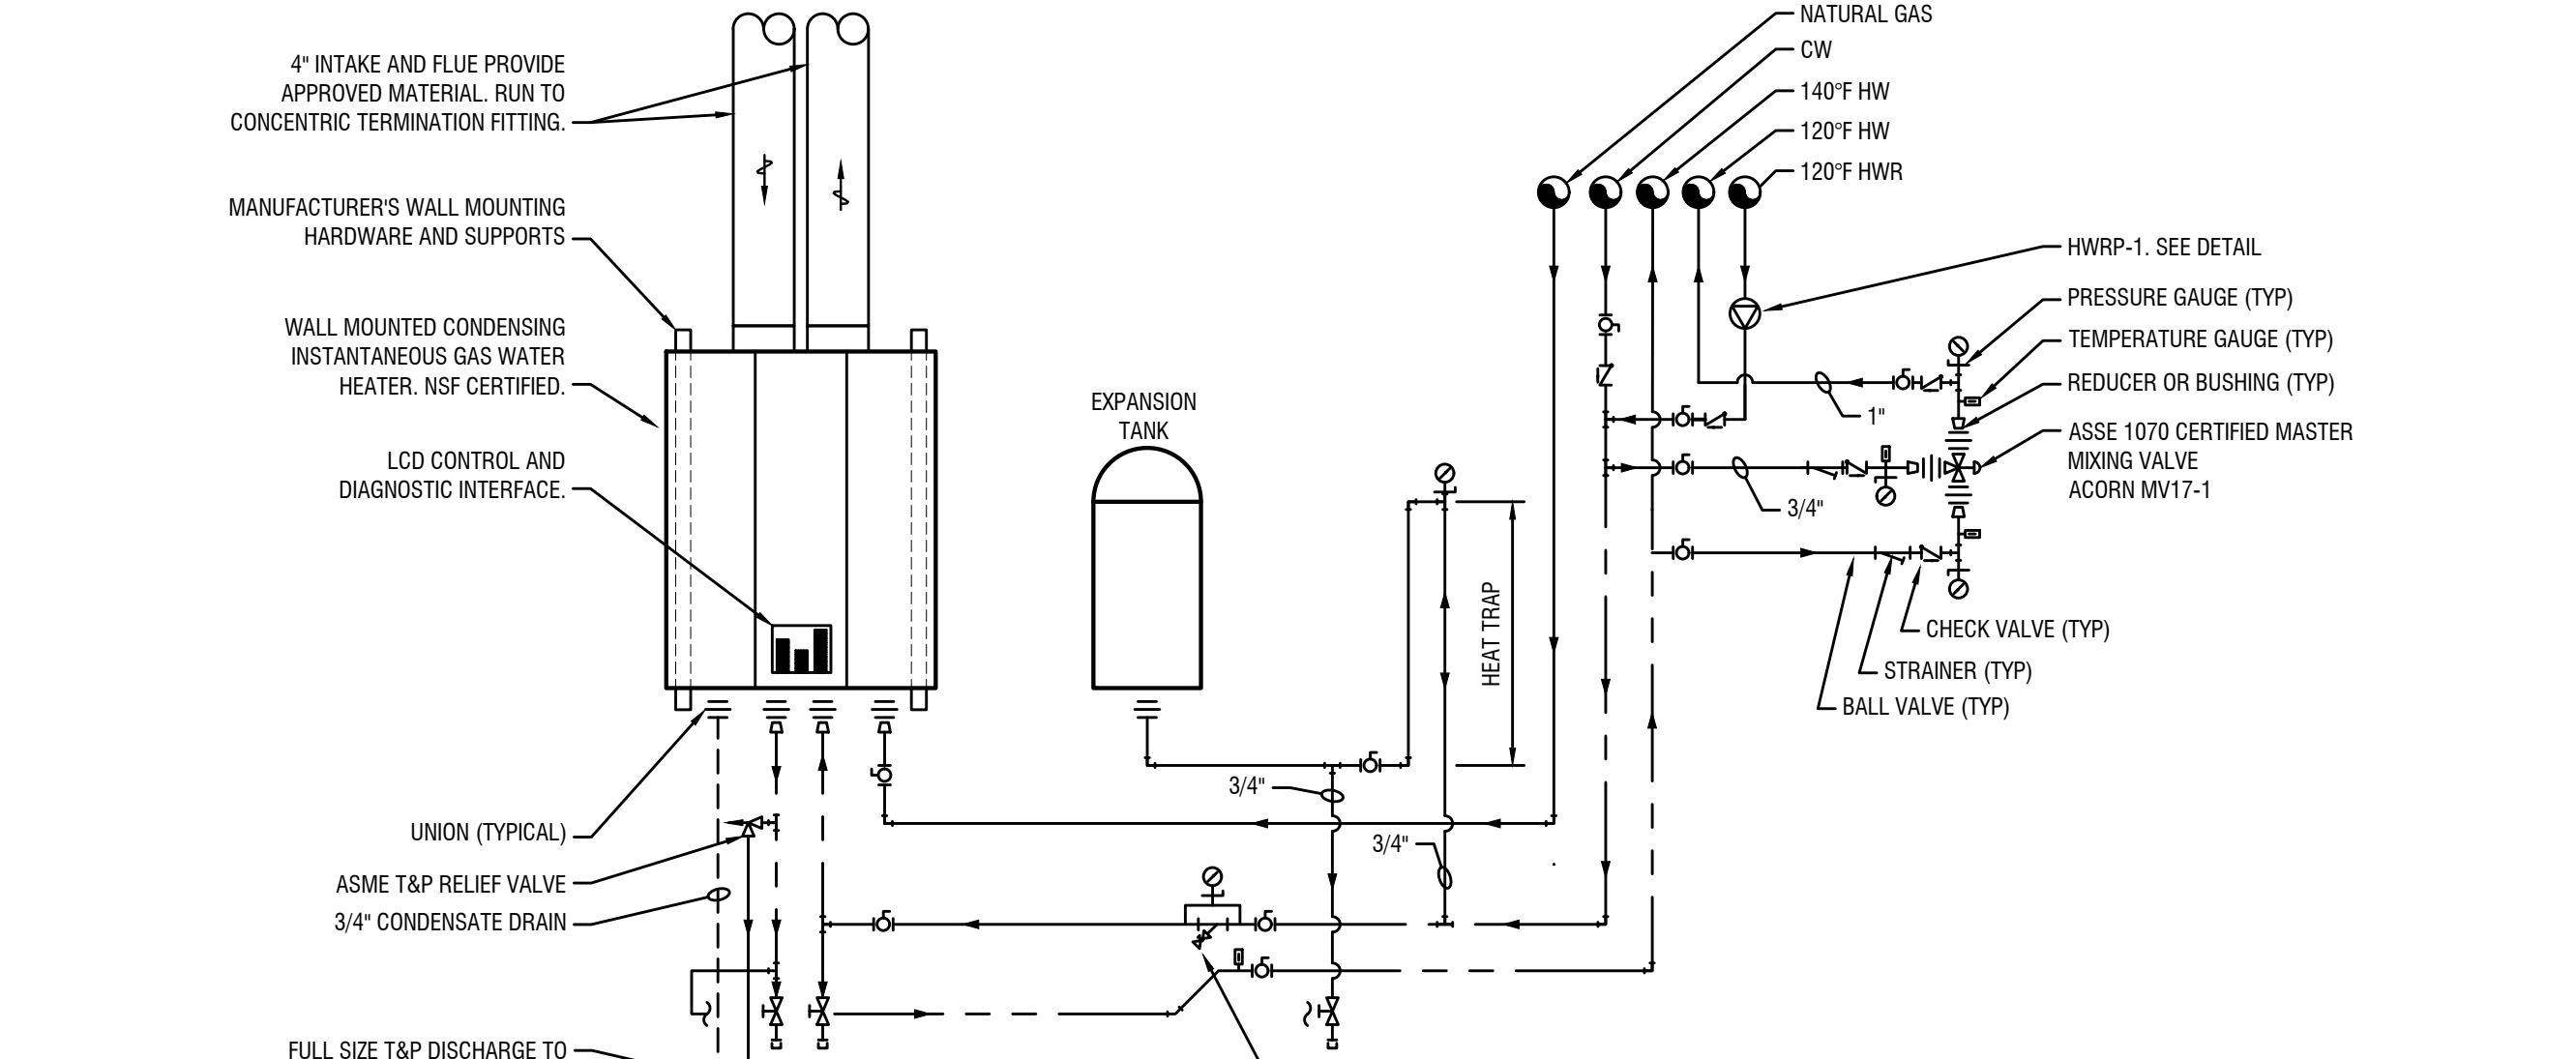 4" INTAKE AND FLUE PROVIDE
APPROVED MATERIAL. RUN TO
CONCENTRIC TERMINATION FITTING.
MANUFACTURER'S WALL MOUNTING
HARDWARE AND SUPPORTS
WALL MOUNTED CONDENSING
INSTANTANEOUS GAS WATER
HEATER. NSF CERTIFIED.
LCD CONTROL AND
DIAGNOSTIC INTERFACE.
UNION (TYPICAL)
ASME T&P RELIEF VALVE
3/4" CONDENSATE DRAIN
FULL SIZE T&P DISCHARGE TO
EXPANSION
TANK
3/4"
3/4"
HEAT TRAP
NATURAL GAS
CW
140°F HW
120°F HW
120°F HWR
HWRP-1. SEE DETAIL
PRESSURE GAUGE (TYP)
TEMPERATURE GAUGE (TYP)
REDUCER OR BUSHING (TYP)
1"
ASSE 1070 CERTIFIED MASTER
MIXING VALVE
ACORN MV17-1
3/4"
CHECK VALVE (TYP)
STRAINER (TYP)
BALL VALVE (TYP)